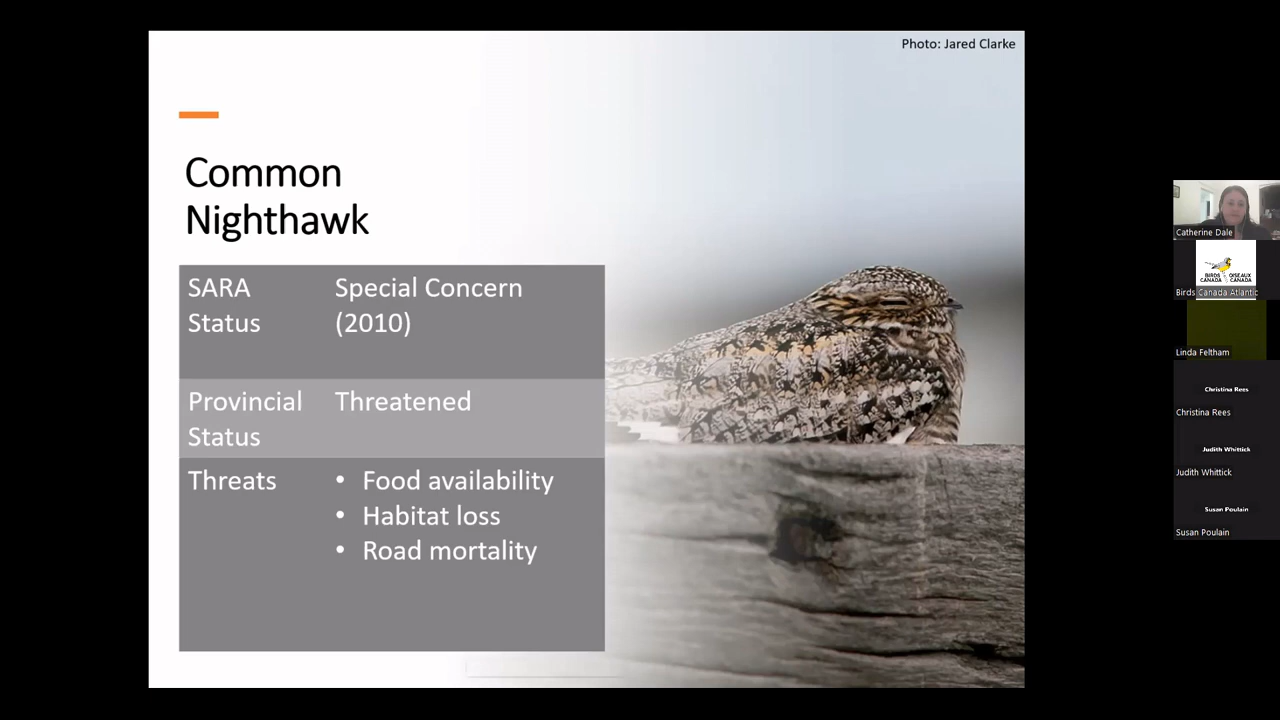 Photo: Jared Clarke
Common
Nighthawk
SARA
Status
Special Concern
(2010)
Provincial
Status
Threatened
Threats
• Food availability
• Habitat loss
• Road mortality
Catherine Dale
BIRDS CANADA
OISEAUX CANADA
Birds Canada Atlantic
Linda Feltham
Christina Rees
Christina Rees
Judith Whittick
Judith Whittick
Susan Poulain
Susan Poulain